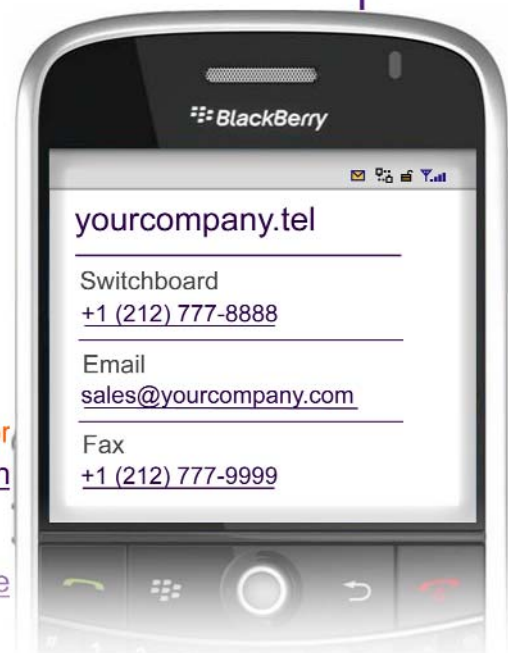 BlackBerry
yourcompany.tel
Switchboard
+1 (212) 777-8888
Email
sales@yourcompany.com
Fax
+1 (212) 777-9999